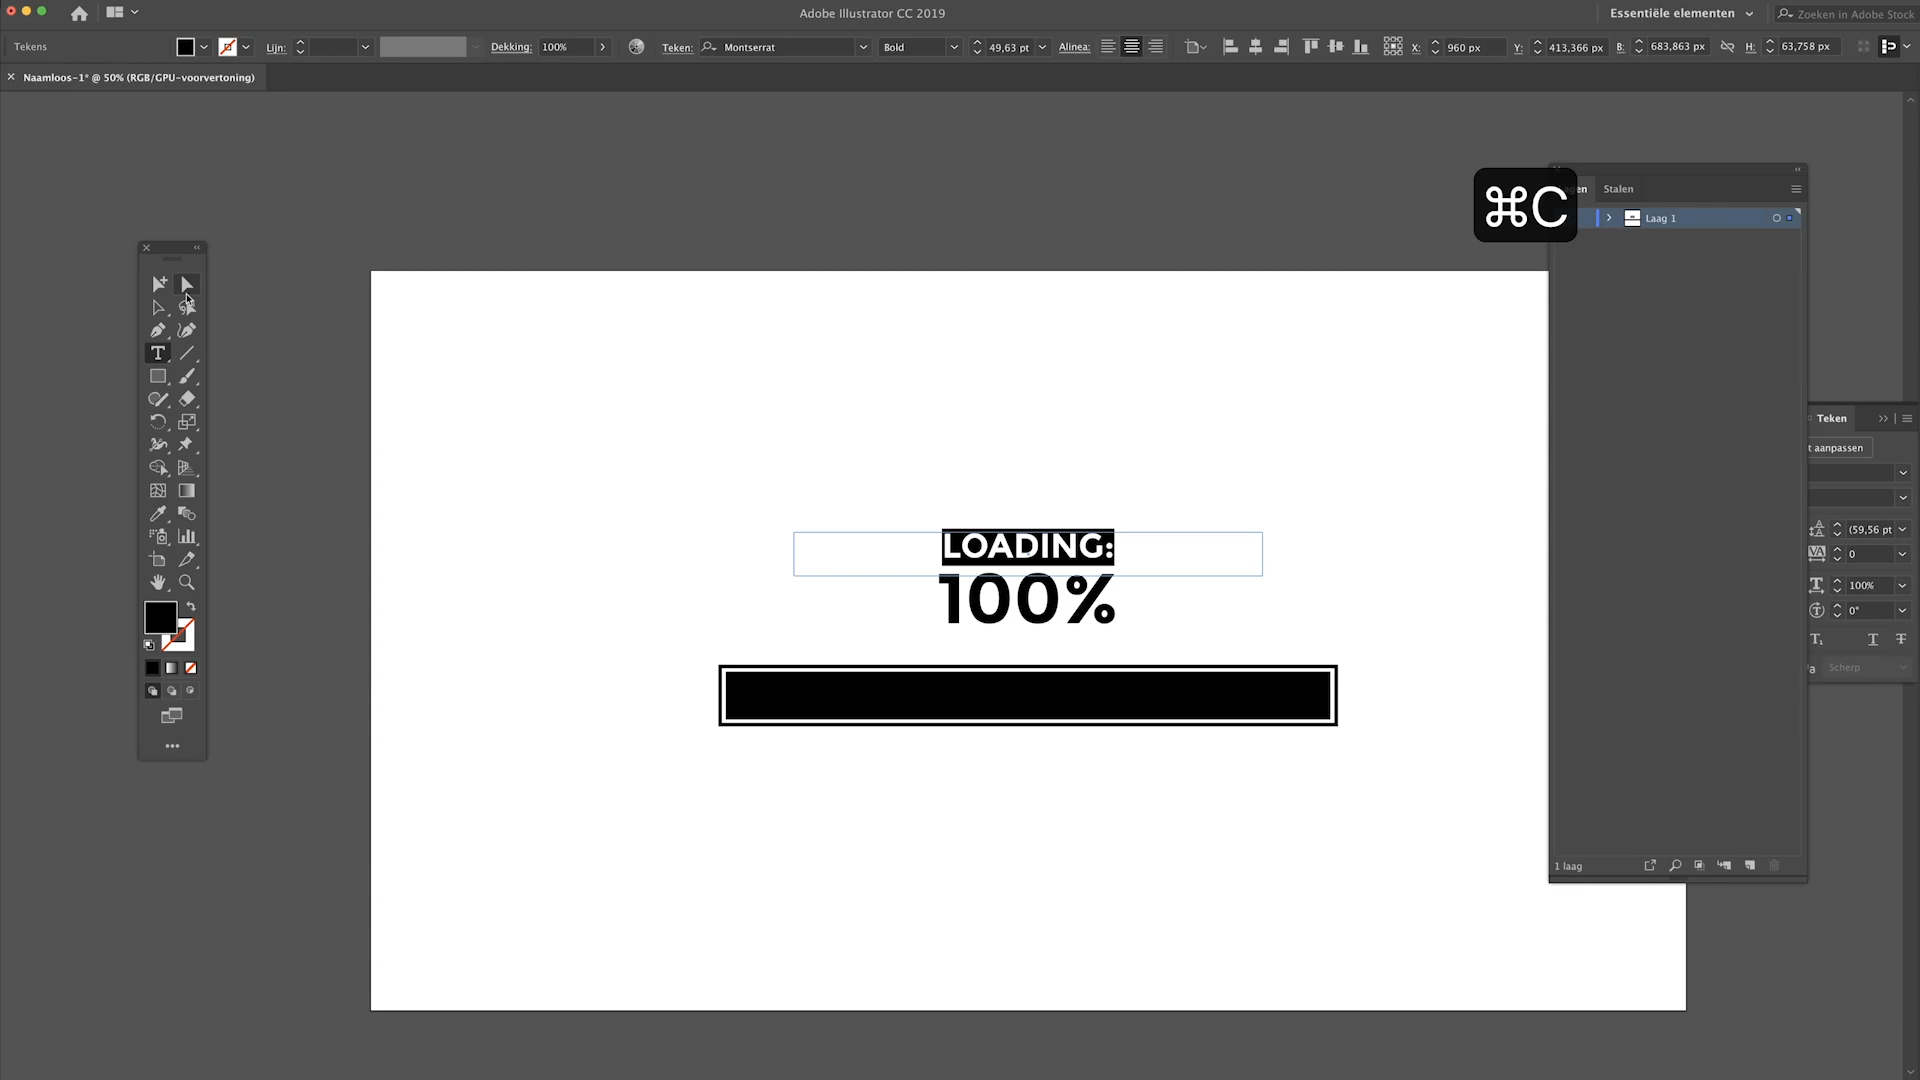 Adobe Illustrator CC 2019
Essentiële elementen
Zoeken in Adobe Stock
Tekens
Lijn:
Dekking: 100%
Teken: Montserrat
Bold
49,63 pt
Alinea:
X: 960 px
Y: 413,366 px
B: 683,863 px
H: 63,758 px
Naamloos-1* @ 50% (RGB/GPU-voorvertoning)
⌘C
Stalen
Laag 1
Teken
t aanpassen
LOADING:
(59,56 pt
0
100%
100%
0°
Scherp
1 laag